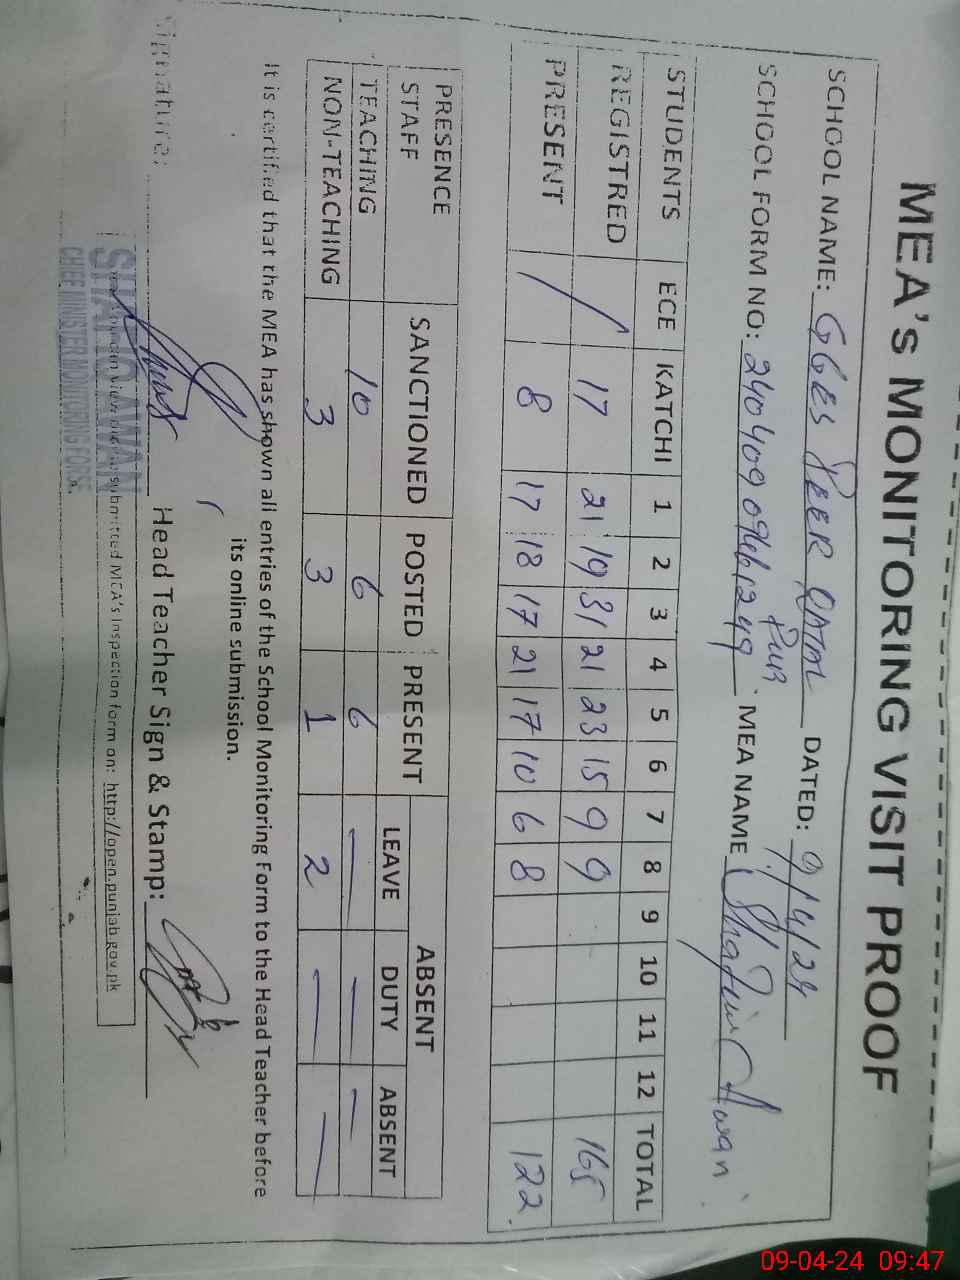 MEA's MONITORING VISIT PROOF
SCHOOL NAME: GGES PEER QATAL DATED: 9/4/24
PUR
SCHOOL FORM NO: MEA NAME Awan
STUDENTS ECE KATCHI 1 2 3 4 5 6 7 8 9 10 11 12 TOTAL
REGISTRED / 17 21 19 31 21 23 15 9 9 165
PRESENT / 8 17 18 17 21 17 10 6 8 122.
PRESENCE STAFF SANCTIONED POSTED PRESENT ABSENT
LEAVE DUTY ABSENT
TEACHING 10 6 6 — — —
NON-TEACHING 3 3 1 2 — —
It is certified that the MEA has shown all entries of the School Monitoring Form to the Head Teacher before
its online submission.
Signature: Head Teacher Sign & Stamp:
submitted MCA's Inspection form on: http://open.punjab.gov.pk
AWAN
CHIEF MINISTER MONITORING FORSE.
09-04-24 09:47